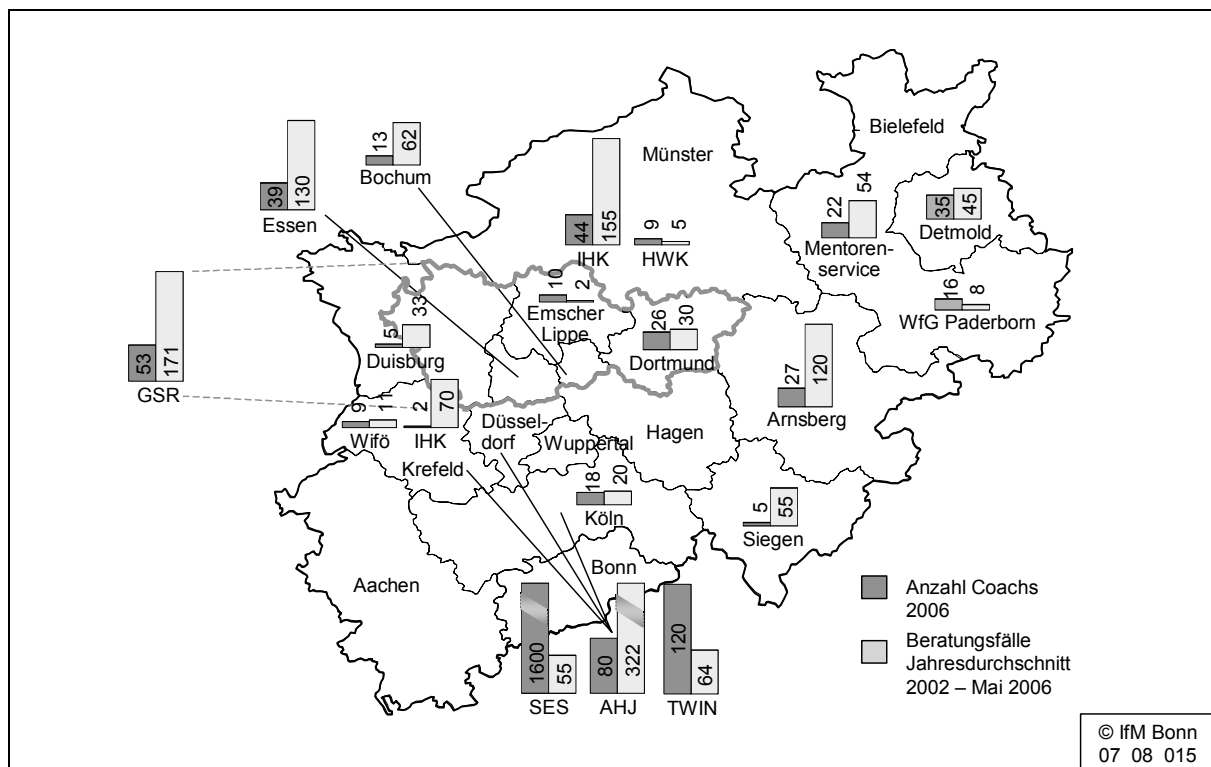 Bielefeld
13
62
Bochum
Münster
39
130
Essen
44
155
IHK
9
5
HWK
22
54
Mentoren-
service
35
45
Detmold
16
8
WfG Paderborn
53
171
GSR
5
33
Duisburg
10
2
Emscher
Lippe
26
30
Dortmund
27
120
Arnsberg
9
11
Wifö
2
70
IHK
Krefeld
Düssel-
dorf
Wuppertal
Hagen
18
20
Köln
5
55
Siegen
Aachen
Bonn
1600
55
SES
80
322
AHJ
120
64
TWIN
Anzahl Coachs
2006
Beratungsfälle
Jahresdurchschnitt
2002 – Mai 2006
© IfM Bonn
07 08 015